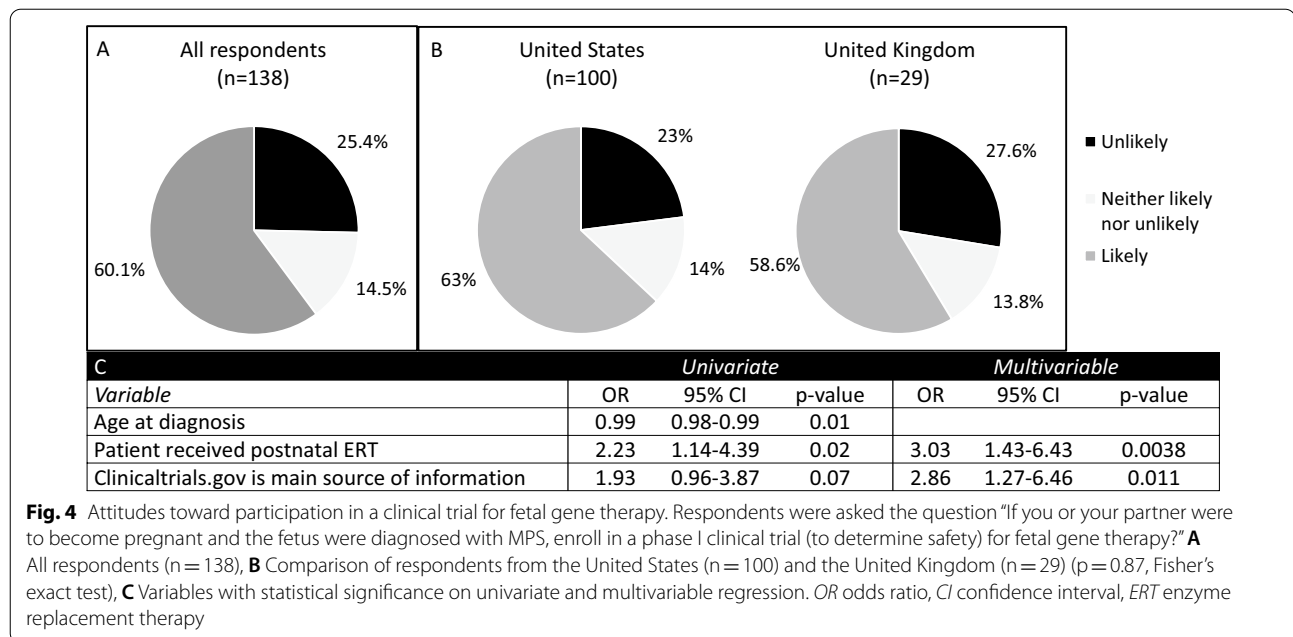 A All respondents (n=138)
25.4%
60.1%
14.5%
B United States (n=100)
23%
63%
14%
United Kingdom (n=29)
27.6%
58.6%
13.8%
Unlikely
Neither likely
nor unlikely
Likely
C Univariate Multivariable
Variable OR 95% CI p-value OR 95% CI p-value
Age at diagnosis 0.99 0.98-0.99 0.01
Patient received postnatal ERT 2.23 1.14-4.39 0.02 3.03 1.43-6.43 0.0038
Clinicaltrials.gov is main source of information 1.93 0.96-3.87 0.07 2.86 1.27-6.46 0.011
Fig. 4 Attitudes toward participation in a clinical trial for fetal gene therapy. Respondents were asked the question “If you or your partner were
to become pregnant and the fetus were diagnosed with MPS, enroll in a phase I clinical trial (to determine safety) for fetal gene therapy?” A
All respondents (n = 138), B Comparison of respondents from the United States (n = 100) and the United Kingdom (n = 29) (p = 0.87, Fisher’s
exact test), C Variables with statistical significance on univariate and multivariable regression. OR odds ratio, CI confidence interval, ERT enzyme
replacement therapy